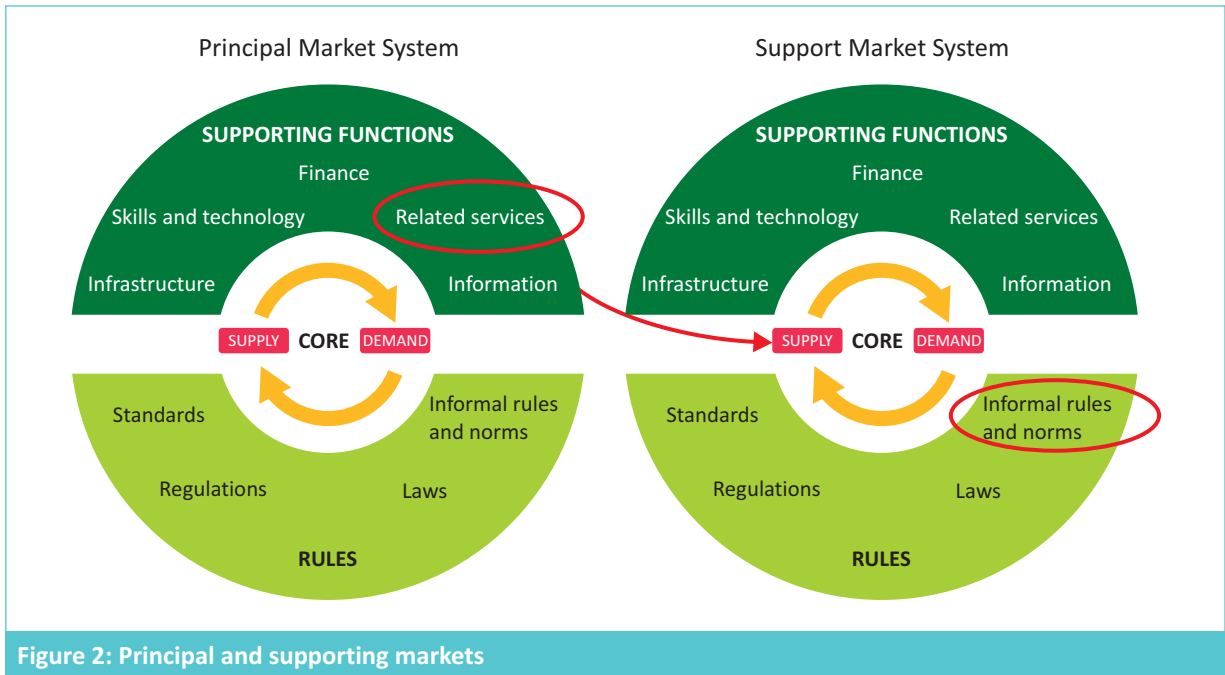 Principal Market System
SUPPORTING FUNCTIONS
Finance
Skills and technology
Related services
Infrastructure
Information
SUPPLY
CORE
DEMAND
Standards
Informal rules
and norms
Regulations
Laws
RULES
Support Market System
SUPPORTING FUNCTIONS
Finance
Skills and technology
Related services
Infrastructure
Information
SUPPLY
CORE
DEMAND
Standards
Informal rules
and norms
Regulations
Laws
RULES
Figure 2: Principal and supporting markets